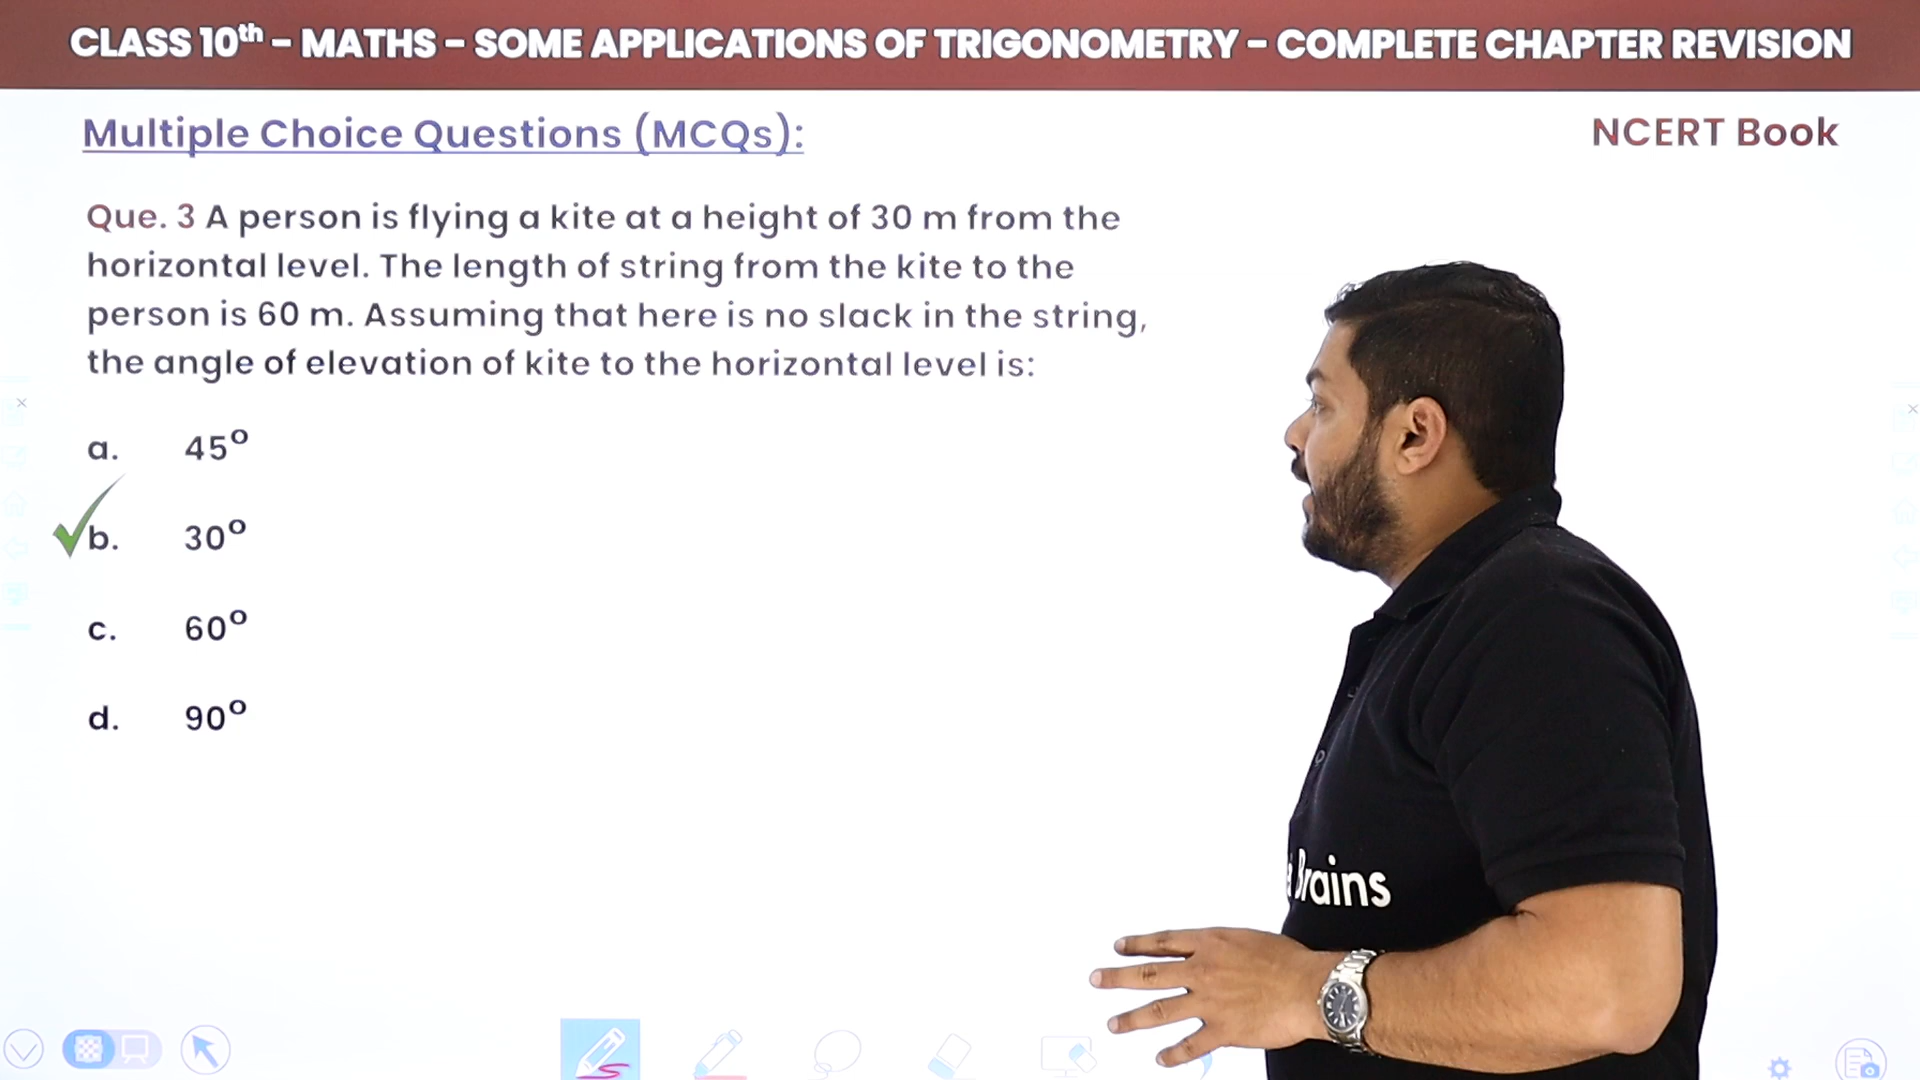 CLASS 10th - MATHS - SOME APPLICATIONS OF TRIGONOMETRY - COMPLETE CHAPTER REVISION
Multiple Choice Questions (MCQs):
NCERT Book
Que. 3 A person is flying a kite at a height of 30 m from the
horizontal level. The length of string from the kite to the
person is 60 m. Assuming that here is no slack in the string,
the angle of elevation of kite to the horizontal level is:
a. 45°
b. 30°
c. 60°
d. 90°
Brains